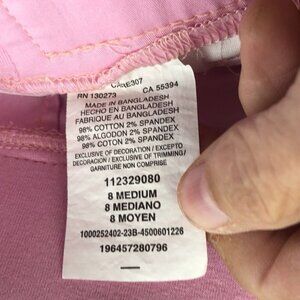 CARE307
RN 130273 CA 55394
MADE IN BANGLADESH
HECHO EN BANGLADESH
FABRIQUE AU BANGLADESH
98% COTTON 2% SPANDEX
98% ALGODON 2% SPANDEX
98% COTTON 2% SPANDEX
EXCLUSIVE OF DECORATION / EXCEPTO
DECORACION / EXCLUSIVE OF TRIMMING/
GARNITURE NON COMPRISE
112329080
8 MEDIUM
8 MEDIANO
8 MOYEN
1000252402-23B-4500601226
196457280796